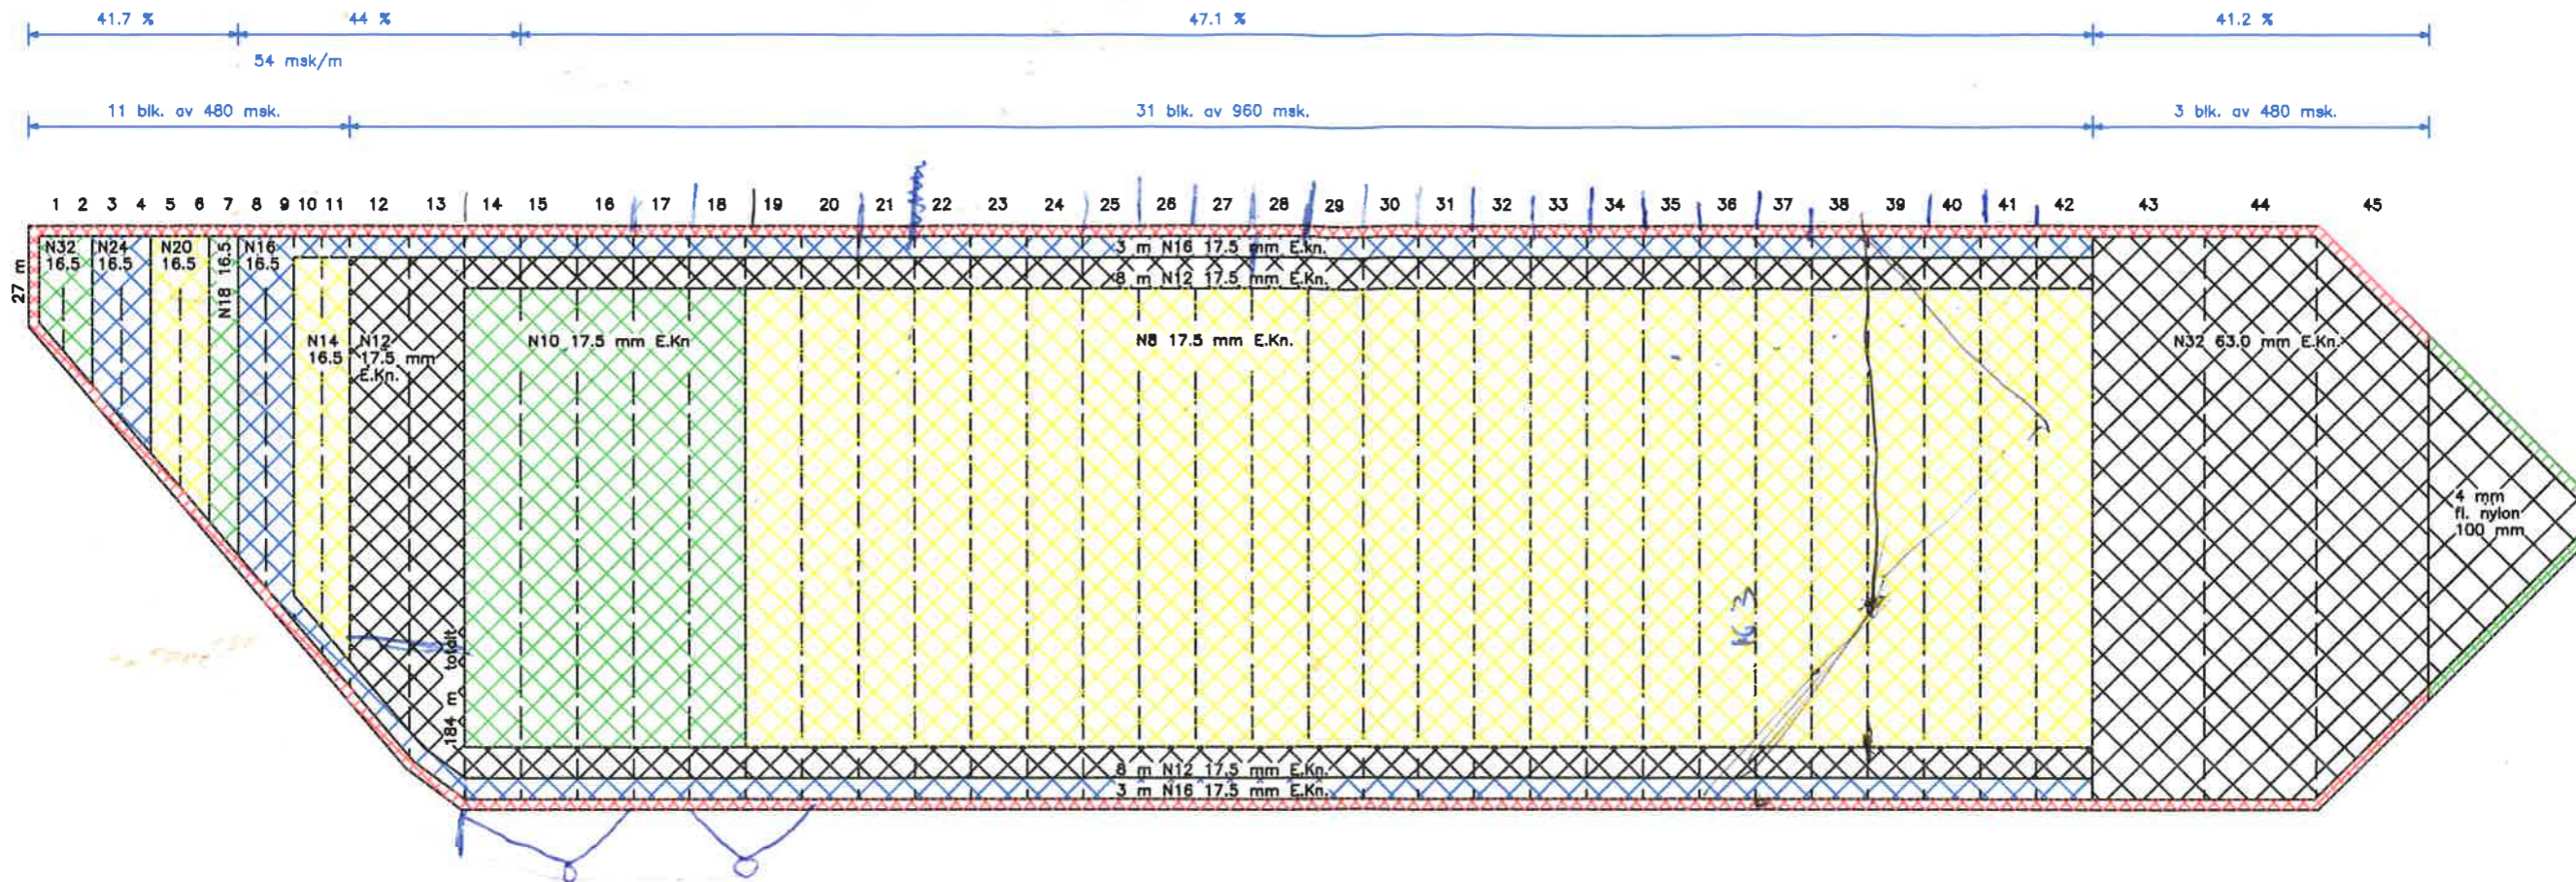 41.7 %
44 %
47.1 %
41.2 %
54 msk/m
11 blk. av 480 msk.
31 blk. av 960 msk.
3 blk. av 480 msk.
1 2 3 4 5 6 7 8 9 10 11 12 13 14 15 16 17 18 19 20 21 22 23 24 25 26 27 28 29 30 31 32 33 34 35 36 37 38 39 40 41 42 43 44 45
27 m
N32
16.5
N24
16.5
N20
16.5
N18 16.5
N16
16.5
3 m N16 17.5 mm E.kn.
8 m N12 17.5 mm E.Kn.
N14
16.5
N12
17.5 mm
E.Kn.
N10 17.5 mm E.Kn
N8 17.5 mm E.Kn.
N32 63.0 mm E.Kn.
4 mm
fl. nylon
100 mm
184 m totalt
8 m N12 17.5 mm E.Kn.
3 m N16 17.5 mm E.Kn.